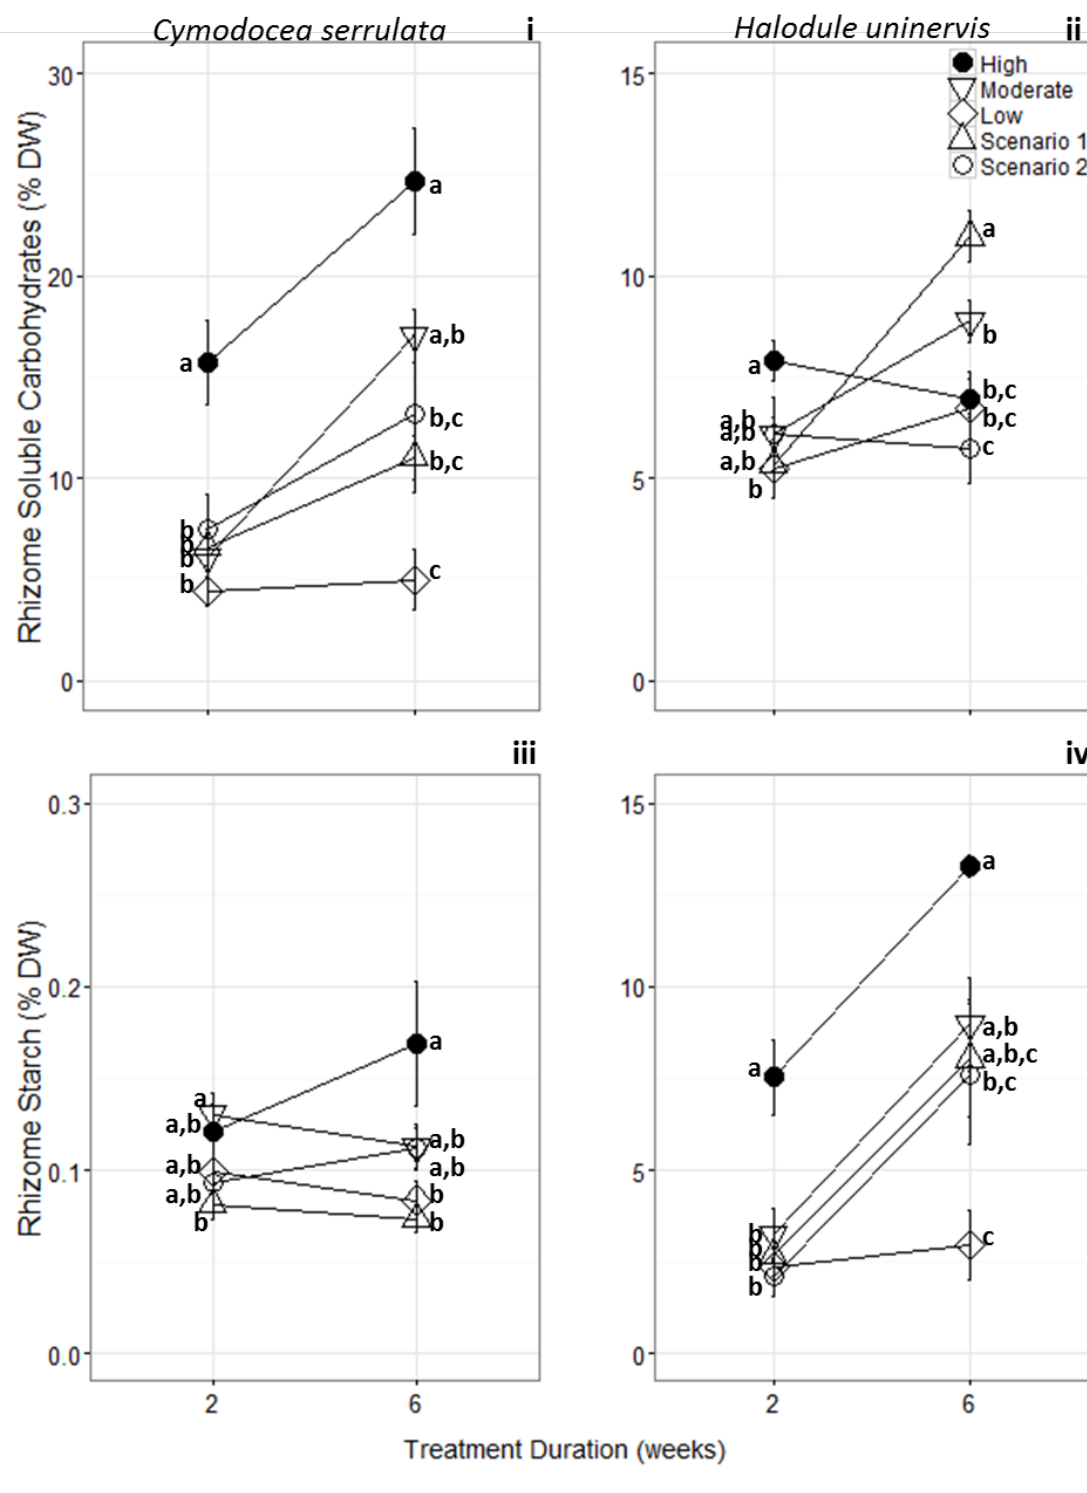 Cymodocea serrulata i
Halodule uninervis ii
High
Moderate
Low
Scenario 1
Scenario 2
Rhizome Soluble Carbohydrates (% DW)
30
20
10
0
a
b
b
b
b
a
a,b
b,c
b,c
c
15
10
5
0
a
a,b
a,b
a,b
b
a
b
b,c
b,c
c
iii
iv
Rhizome Starch (% DW)
0.3
0.2
0.1
0.0
a
a,b
a,b
a,b
b
a
a,b
a,b
b
b
2
6
15
10
5
0
a
b
b
b
b
a
a,b
a,b,c
b,c
c
2
6
Treatment Duration (weeks)